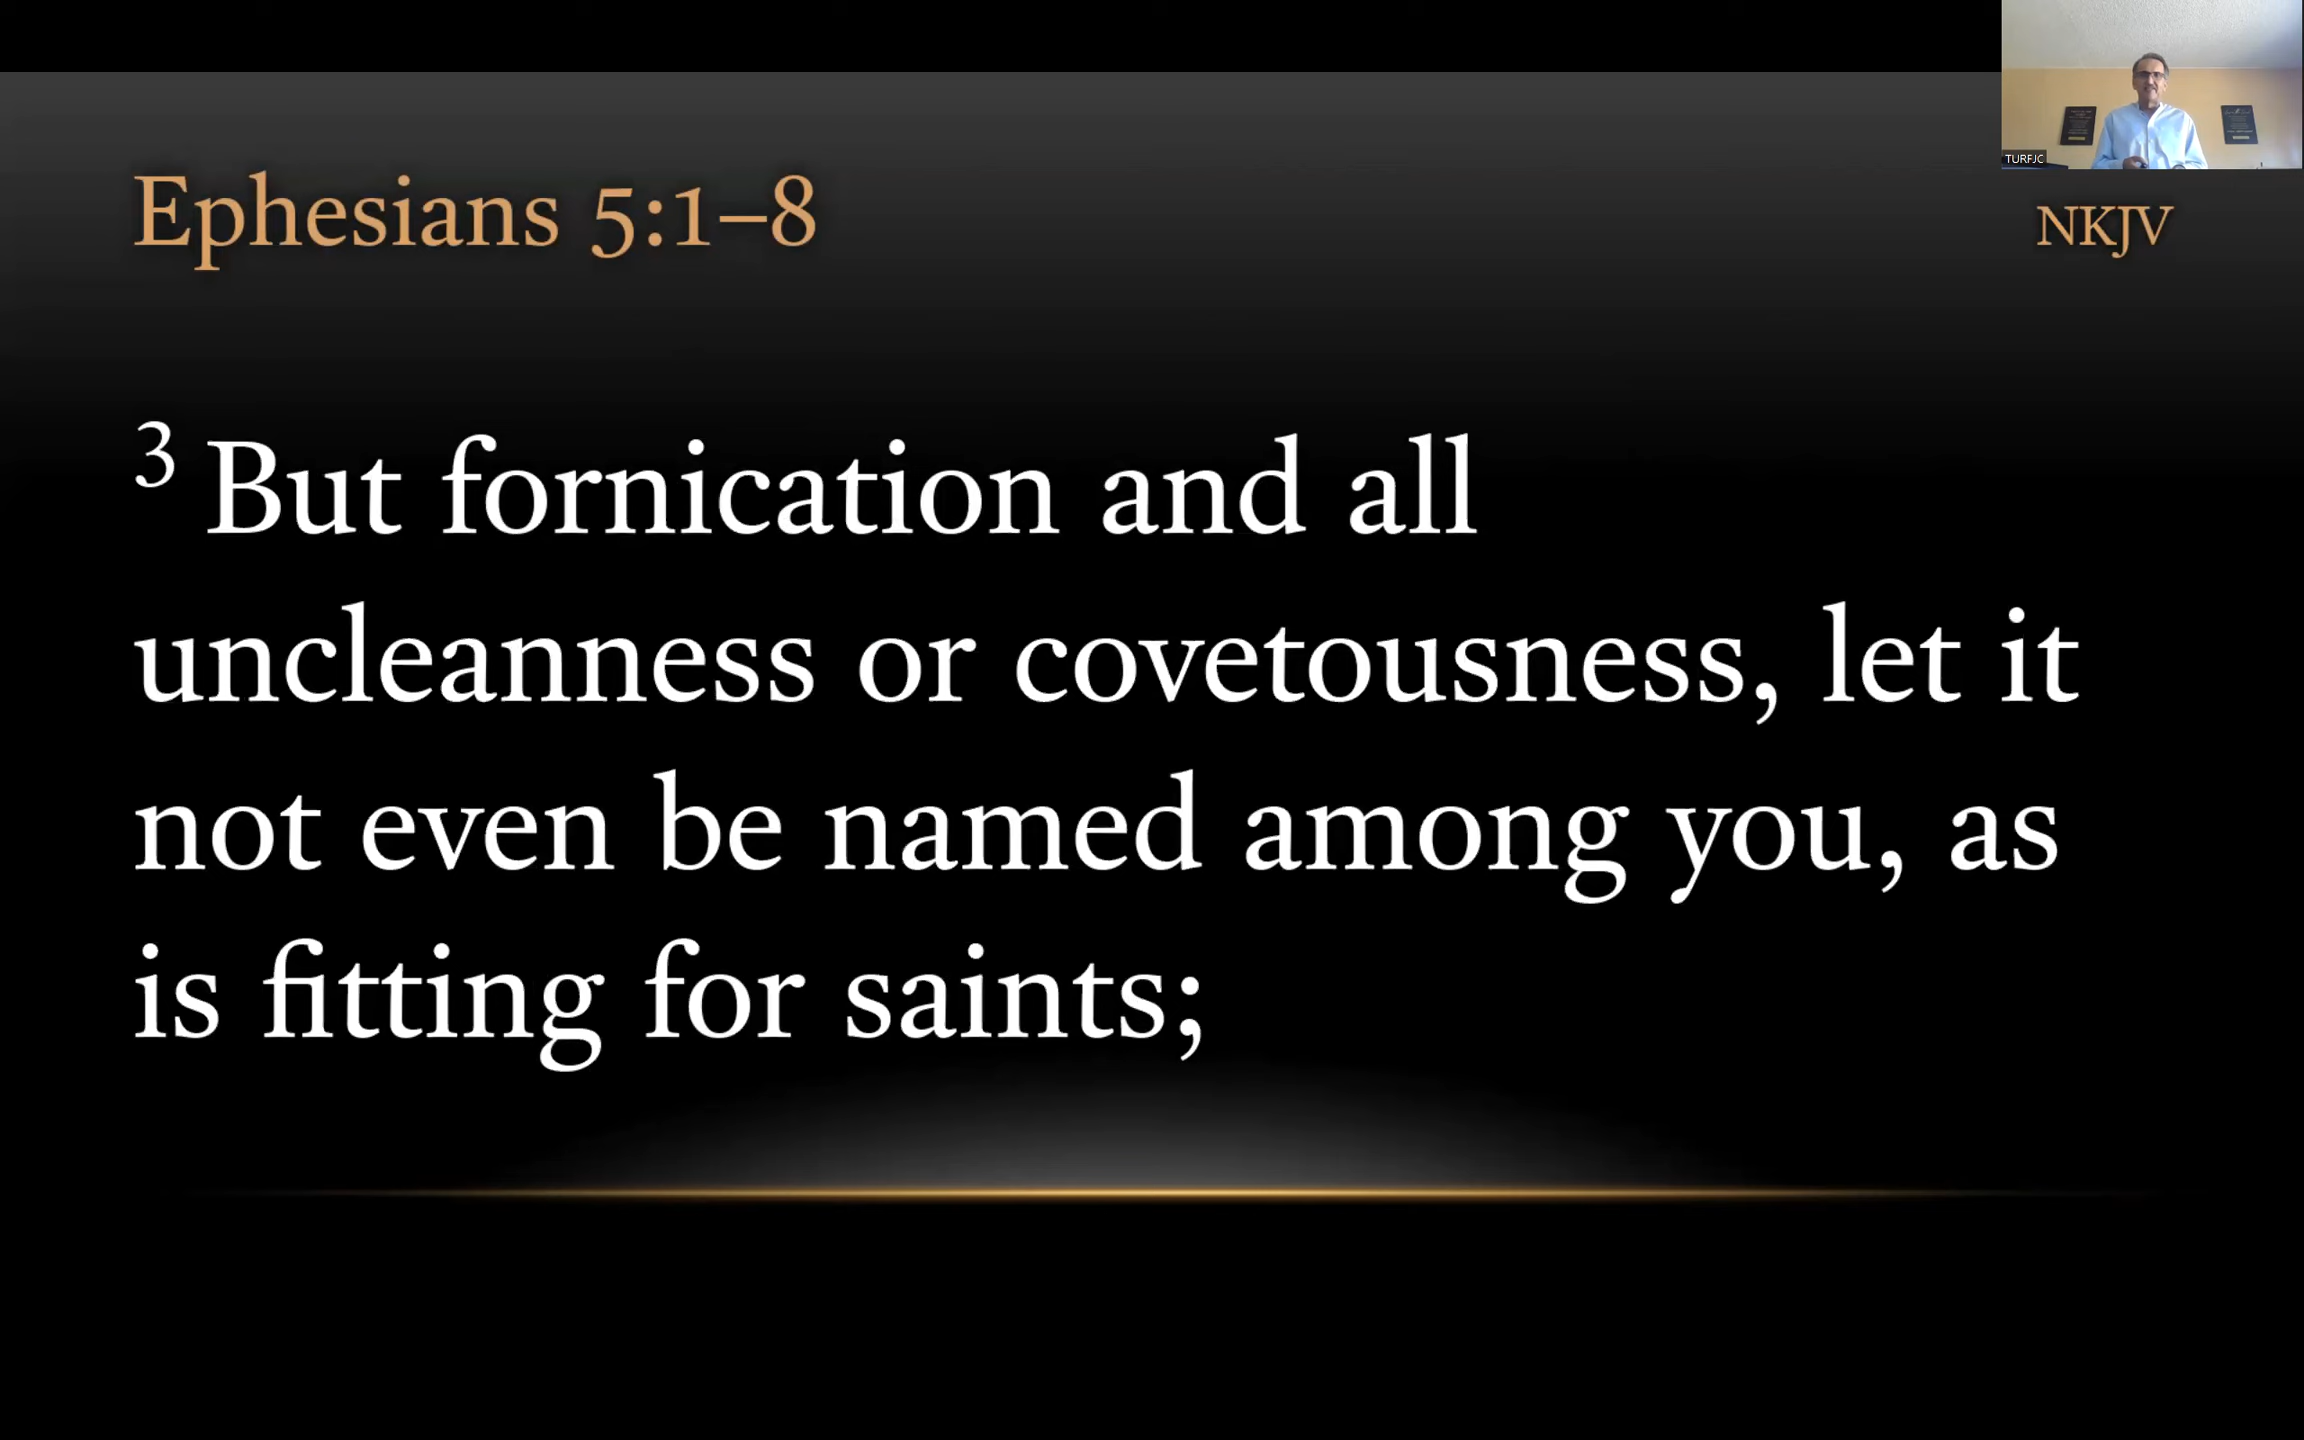 TURFJC
Ephesians 5:1–8
NKJV
3 But fornication and all
uncleanness or covetousness, let it
not even be named among you, as
is fitting for saints;